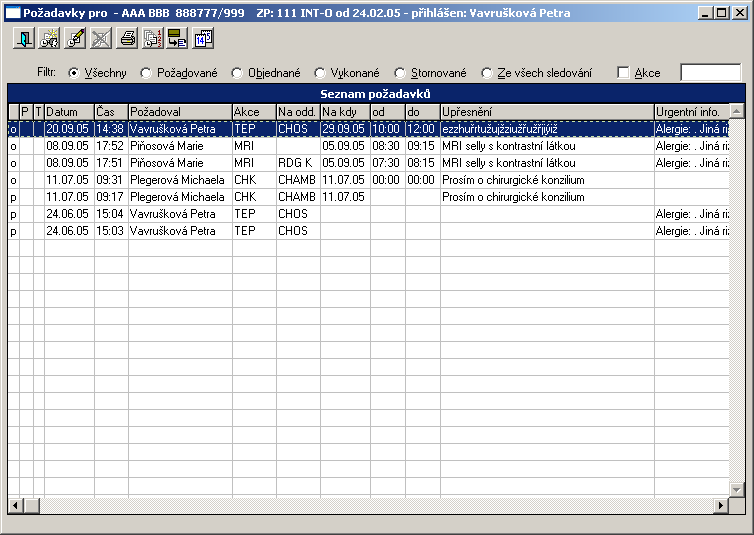 Požadavky pro - AAA BBB 888777/999 ZP: 111 INT-O od 24.02.05 - přihlášen: Vavrušková Petra
14
Filtr: Všechny Požadované Objednané Vykonané Stornované Ze všech sledování Akce
Seznam požadavků
P T Datum Čas Požadoval Akce Na odd. Na kdy od do Upřesnění Urgentní info.
o 20.09.05 14:38 Vavrušková Petra TEP CHOS 29.09.05 10:00 12:00 ezzhuřrtužujžziužřužřjíýíž Alergie: . Jiná riz
o 08.09.05 17:52 Piňosová Marie MRI 05.09.05 08:30 09:15 MRI selly s kontrastní látkou Alergie: . Jiná riz
o 08.09.05 17:51 Piňosová Marie MRI RDG K 05.09.05 07:30 08:15 MRI selly s kontrastní látkou Alergie: . Jiná riz
o 11.07.05 09:31 Plegerová Michaela CHK CHAMB 11.07.05 00:00 00:00 Prosím o chirurgické konzilium
p 11.07.05 09:17 Plegerová Michaela CHK CHAMB 11.07.05 Prosím o chirurgické konzilium
p 24.06.05 15:04 Vavrušková Petra TEP CHOS Alergie: . Jiná riz
p 24.06.05 15:03 Vavrušková Petra TEP CHOS Alergie: . Jiná riz